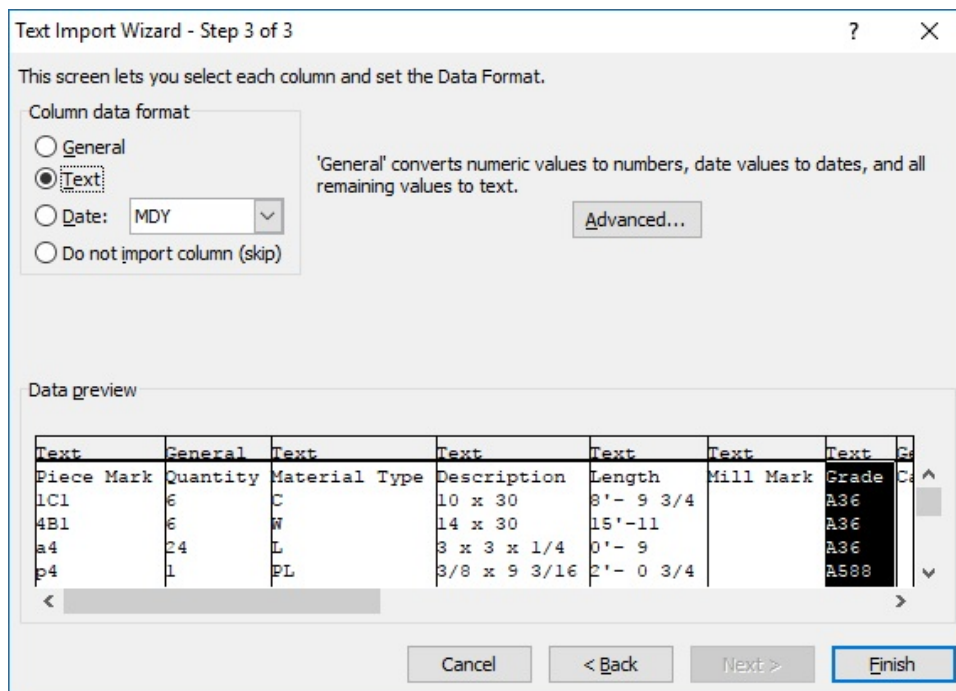 Text Import Wizard - Step 3 of 3
This screen lets you select each column and set the Data Format.
Column data format
General
Text
Date: MDY
Do not import column (skip)
'General' converts numeric values to numbers, date values to dates, and all
remaining values to text.
Advanced...
Data preview
Text General Text Text Text Text Text
Piece Mark Quantity Material Type Description Length Mill Mark Grade
1C1 6 C 10 x 30 8'- 9 3/4 A36
4B1 6 W 14 x 30 15'-11 A36
a4 24 L 3 x 3 x 1/4 0'- 9 A36
p4 1 PL 3/8 x 9 3/16 2'- 0 3/4 A588
Cancel < Back Next > Finish